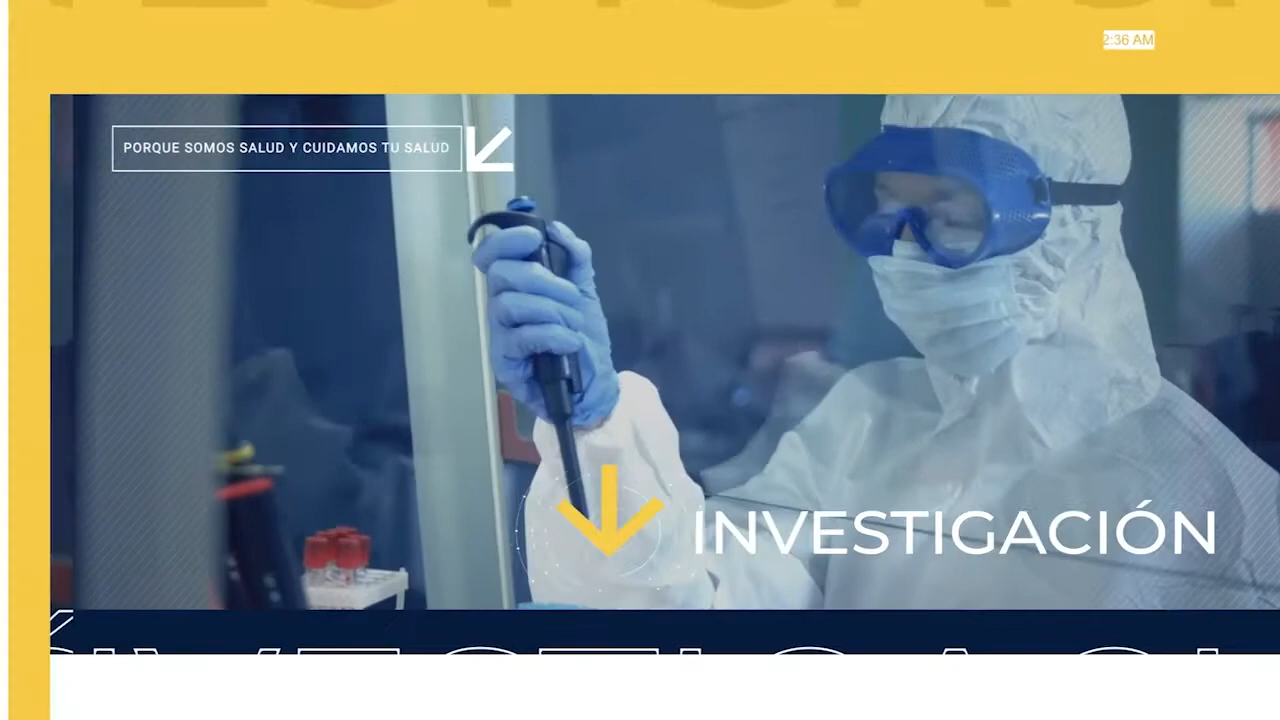 2:36 AM
PORQUE SOMOS SALUD Y CUIDAMOS TU SALUD
INVESTIGACIÓN